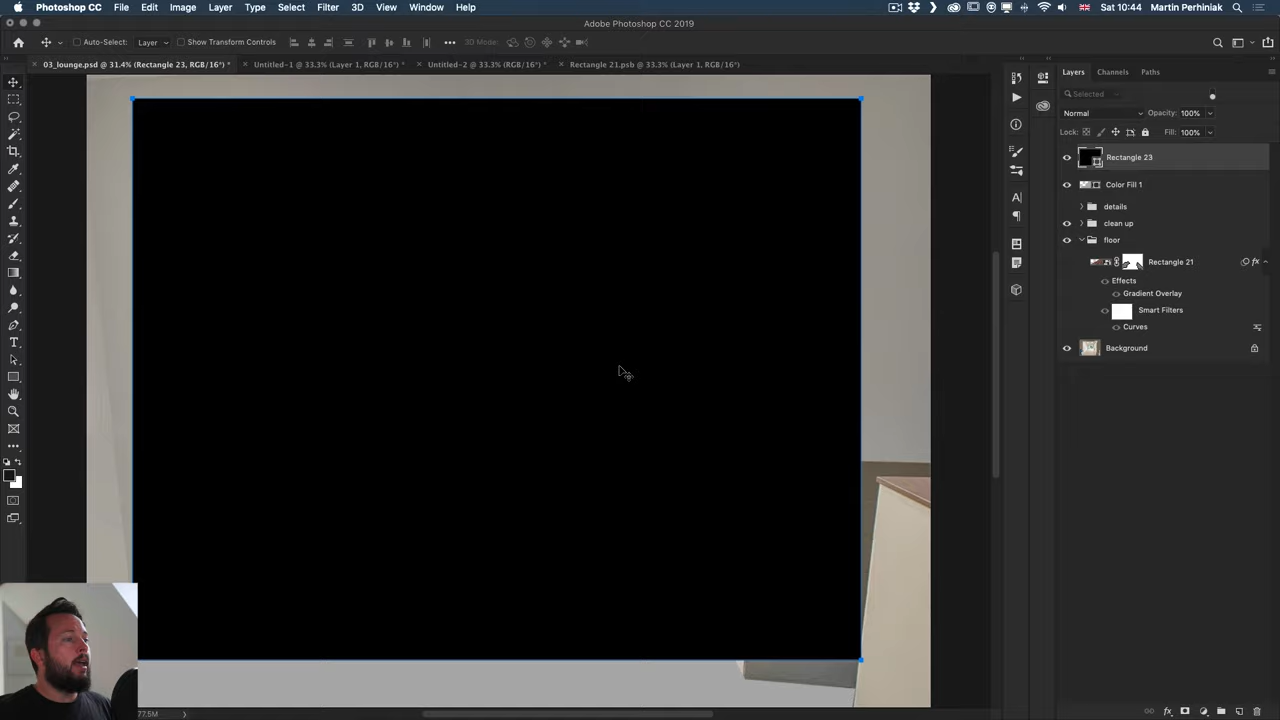 Photoshop CC File Edit Image Layer Type Select Filter 3D View Window Help Sat 10:44 Martin Perhiniak
Adobe Photoshop CC 2019
Auto-Select: Layer Show Transform Controls 3D Mode:
03_lounge.psd @ 31.4% (Rectangle 23, RGB/16*) * Untitled-1 @ 33.3% (Layer 1, RGB/16*) * Untitled-2 @ 33.3% (RGB/16*) * Rectangle 21.psb @ 33.3% (Layer 1, RGB/16*)
Layers Channels Paths
Selected
Normal Opacity: 100%
Lock: Fill: 100%
Rectangle 23
Color Fill 1
details
clean up
floor
Rectangle 21 fx
Effects
Gradient Overlay
Smart Filters
Curves
Background
77.5M
fx